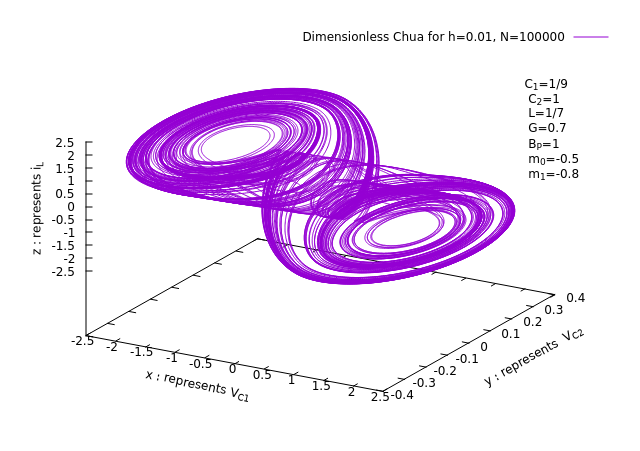 Dimensionless Chua for h=0.01, N=100000
C1=1/9
C2=1
L=1/7
G=0.7
BP=1
m0=-0.5
m1=-0.8
2.5
2
1.5
1
0.5
0
-0.5
-1
-1.5
-2
-2.5
z : represents iL
-2.5
-2
-1.5
-1
-0.5
0
0.5
1
1.5
2
2.5
x : represents VC1
-0.4
-0.3
-0.2
-0.1
0
0.1
0.2
0.3
0.4
y : represents VC2